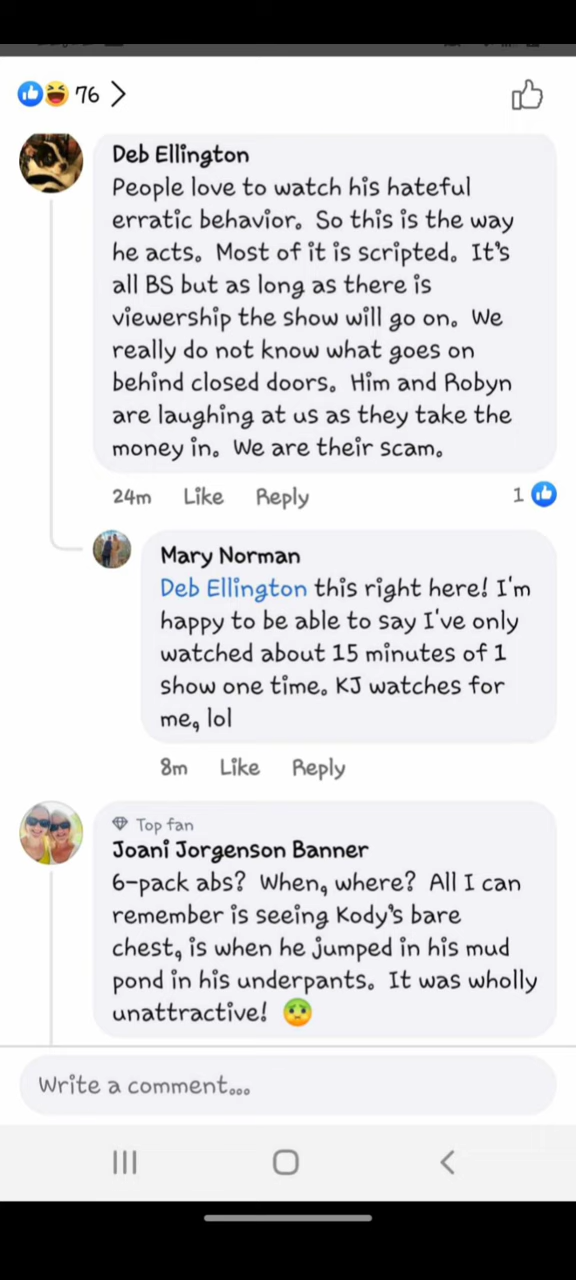 76
Deb Ellington
People love to watch his hateful
erratic behavior. So this is the way
he acts. Most of it is scripted. It's
all BS but as long as there is
viewership the show will go on. We
really do not know what goes on
behind closed doors. Him and Robyn
are laughing at us as they take the
money in. We are their scam.
24m Like Reply 1
Mary Norman
Deb Ellington this right here! I'm
happy to be able to say I've only
watched about 15 minutes of 1
show one time. KJ watches for
me, lol
8m Like Reply
Top fan
Joani Jorgenson Banner
6-pack abs? When, where? All I can
remember is seeing Kody's bare
chest, is when he jumped in his mud
pond in his underpants. It was wholly
unattractive! 🤢
Write a comment...